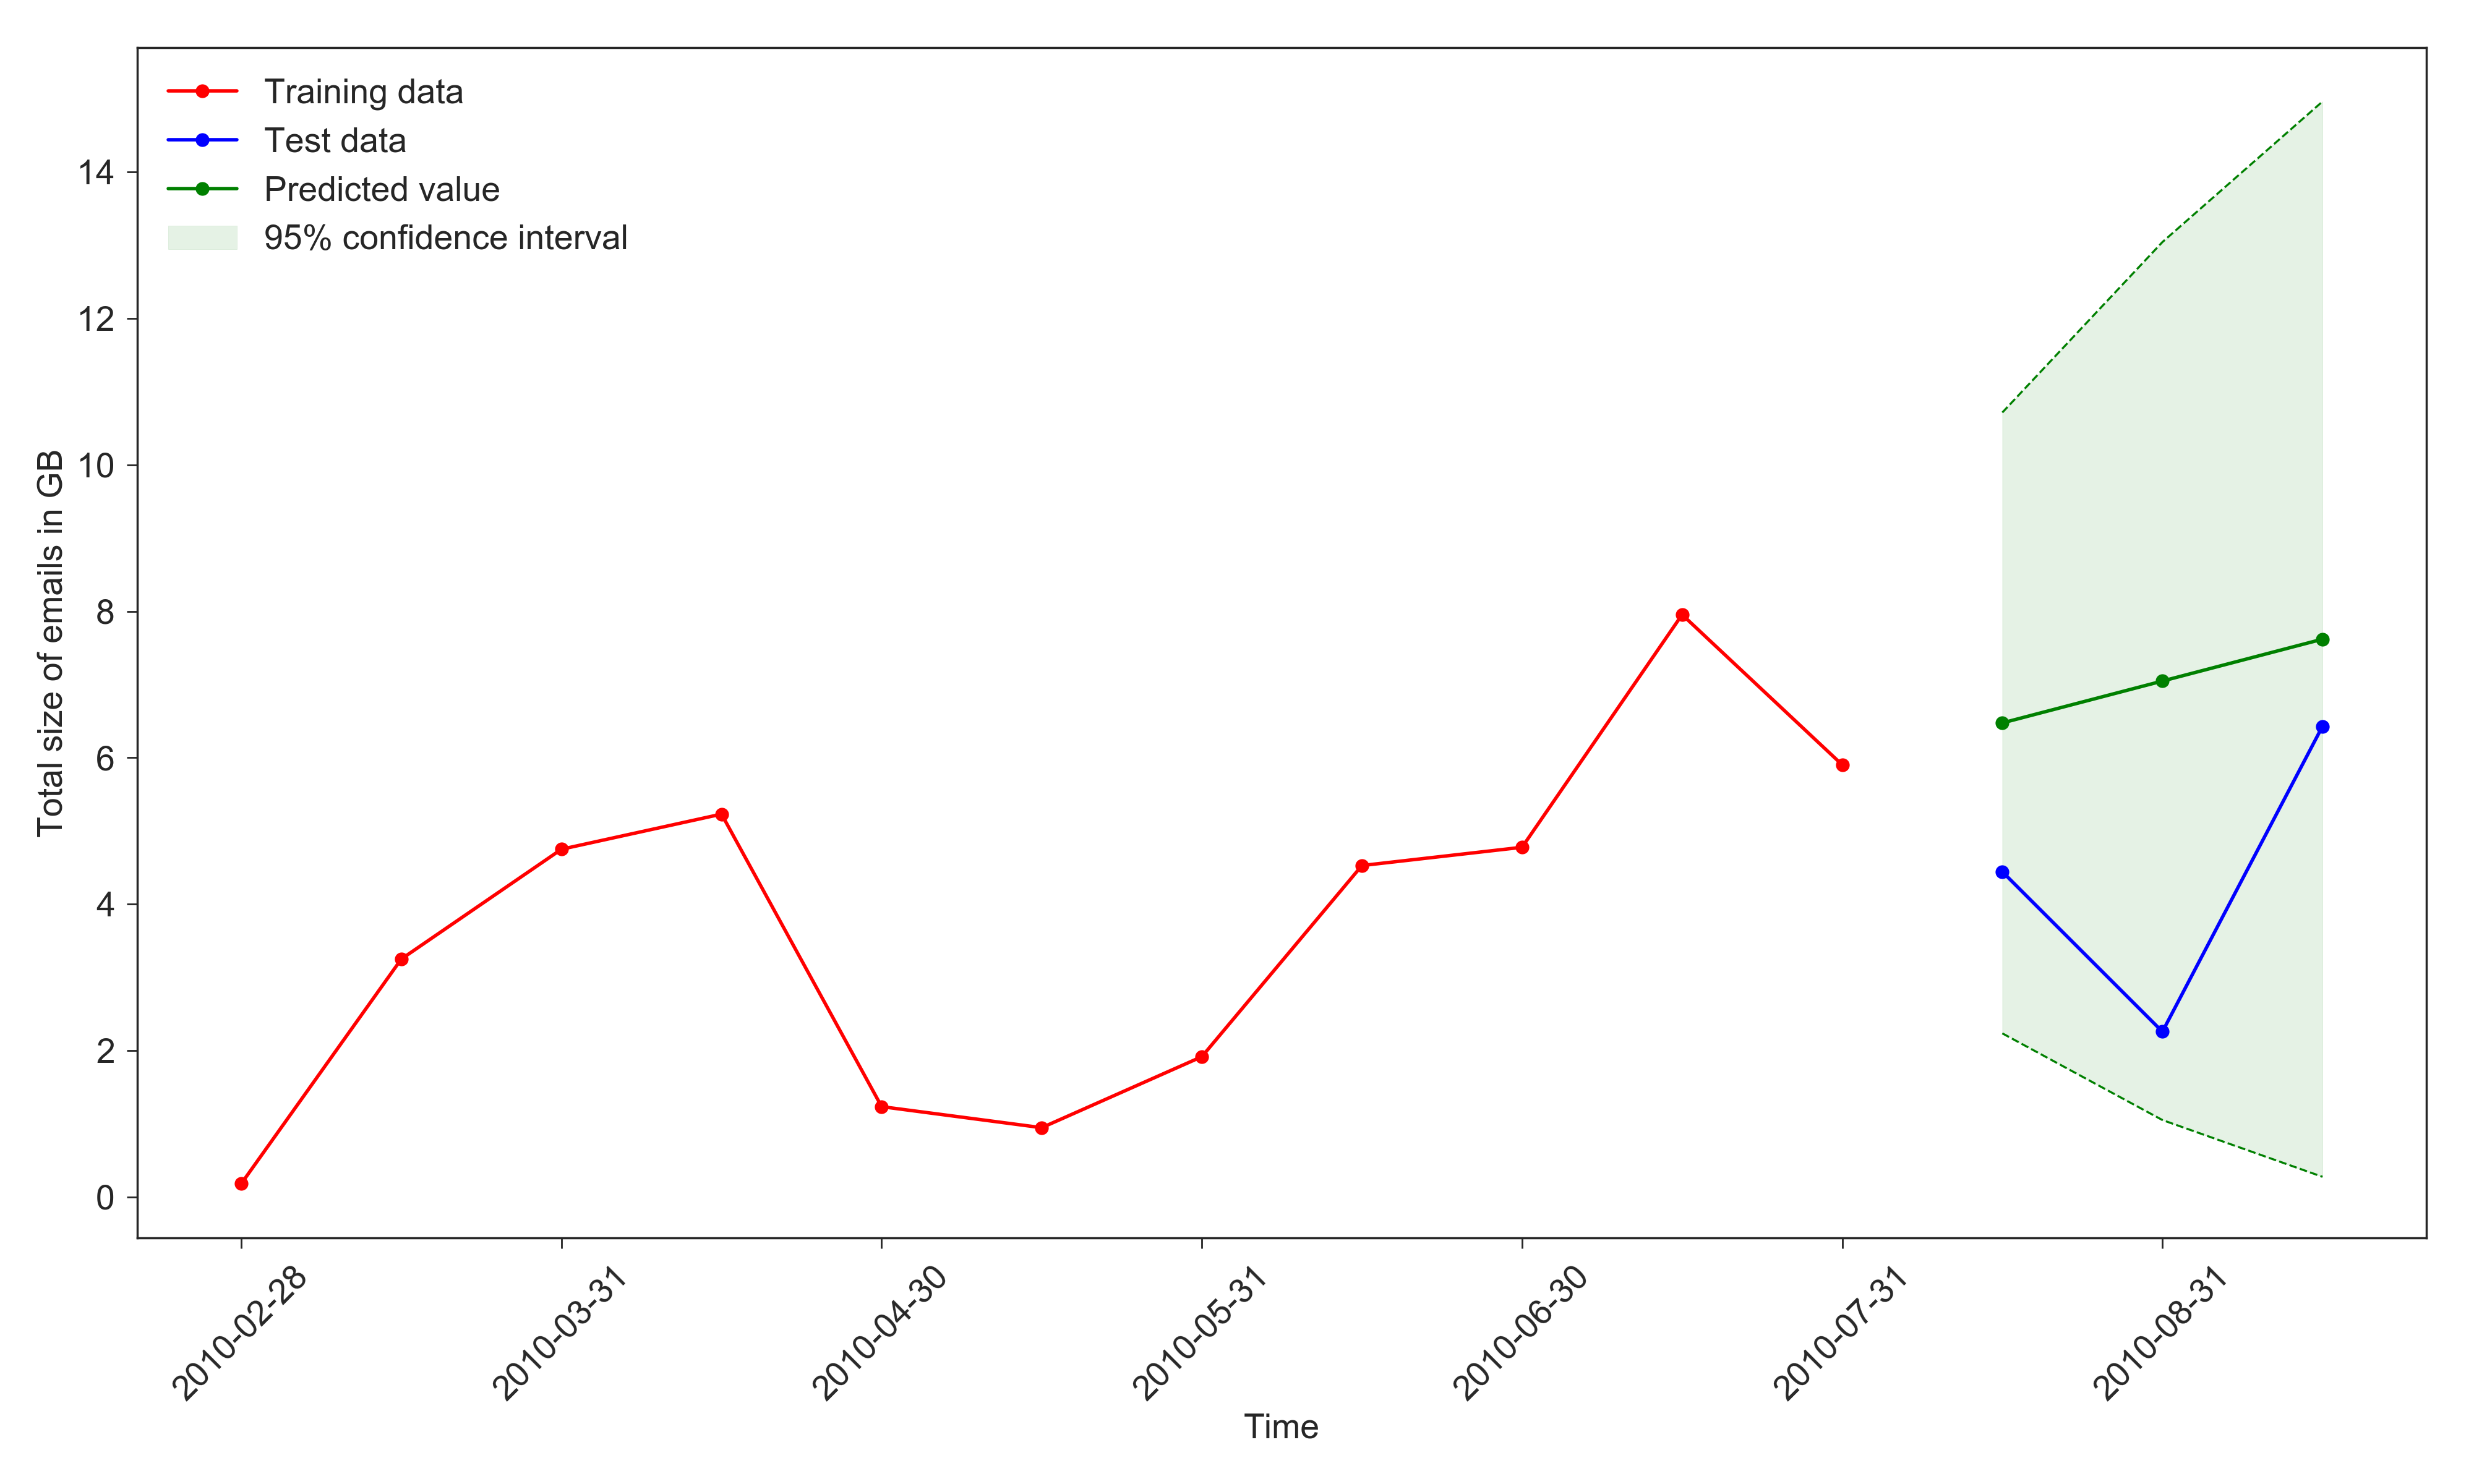 Training data
Test data
Predicted value
95% confidence interval
Total size of emails in GB
14
12
10
8
6
4
2
0
2010-02-28
2010-03-31
2010-04-30
2010-05-31
2010-06-30
2010-07-31
2010-08-31
Time